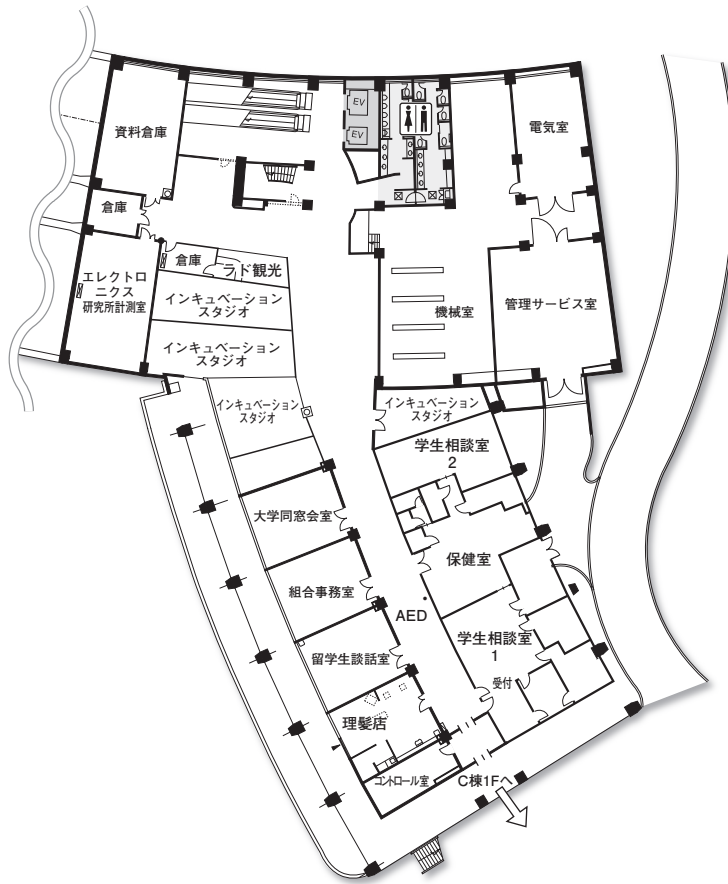 資料倉庫
EV
EV
電気室
倉庫
倉庫
ラド観光
エレクトロ
ニクス
研究所計測室
インキュベーション
スタジオ
機械室
管理サービス室
インキュベーション
スタジオ
インキュベーション
スタジオ
インキュベーション
スタジオ
学生相談室
2
大学同窓会室
保健室
組合事務室
AED
学生相談室
1
留学生談話室
受付
理髪店
コントロール室
C棟1Fへ